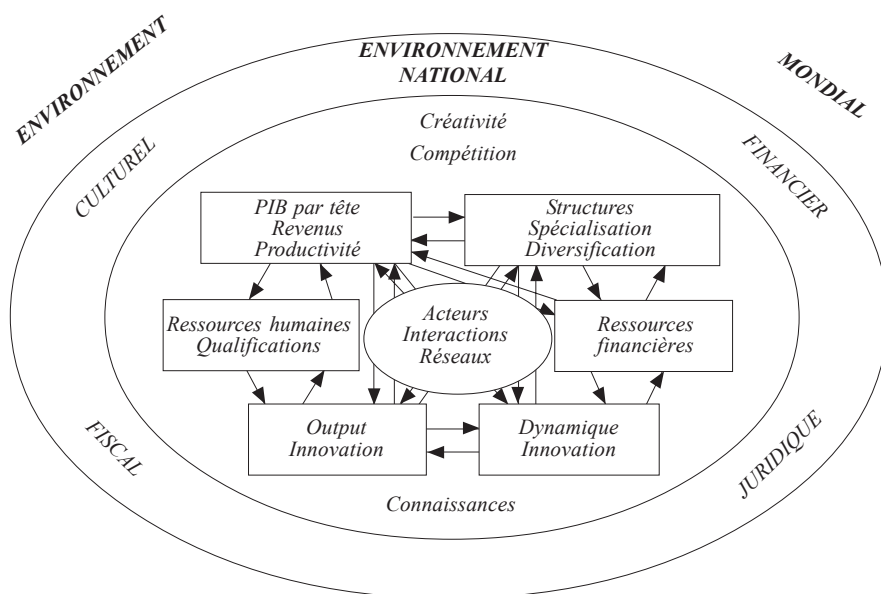 ENVIRONNEMENT
ENVIRONNEMENT
NATIONAL
MONDIAL
CULTUREL
FINANCIER
Créativité
Compétition
PIB par tête
Revenus
Productivité
Structures
Spécialisation
Diversification
Ressources humaines
Qualifications
Acteurs
Interactions
Réseaux
Ressources
financières
Output
Innovation
Dynamique
Innovation
FISCAL
JURIDIQUE
Connaissances